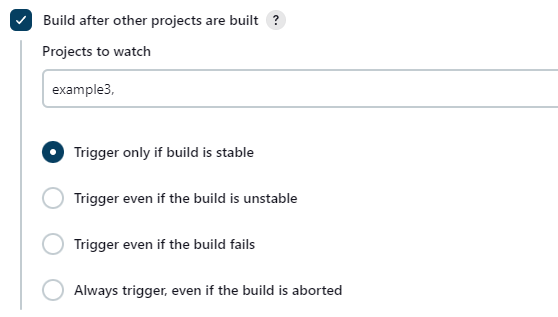 Build after other projects are built ?
Projects to watch
example3,
Trigger only if build is stable
Trigger even if the build is unstable
Trigger even if the build fails
Always trigger, even if the build is aborted